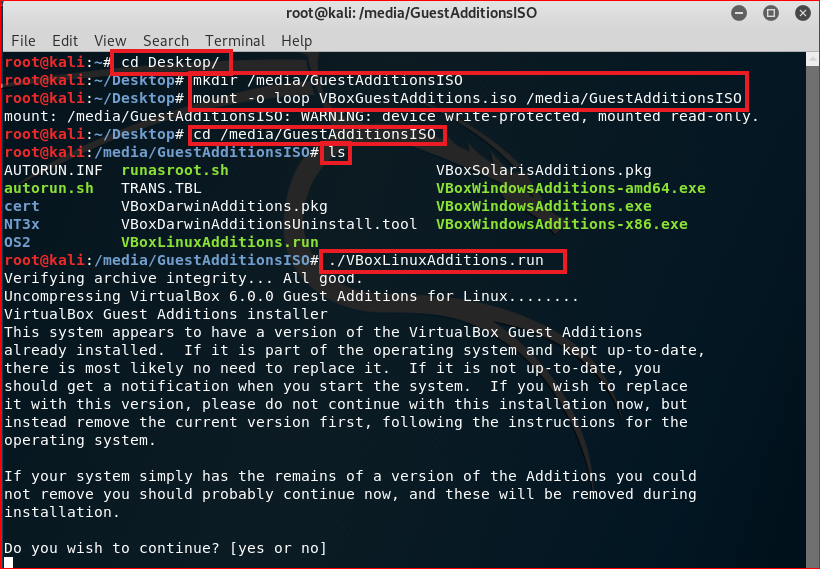 root@kali: /media/GuestAdditionsISO
File Edit View Search Terminal Help
root@kali:~# cd Desktop/
root@kali:~/Desktop# mkdir /media/GuestAdditionsISO
root@kali:~/Desktop# mount -o loop VBoxGuestAdditions.iso /media/GuestAdditionsISO
mount: /media/GuestAdditionsISO: WARNING: device write-protected, mounted read-only.
root@kali:~/Desktop# cd /media/GuestAdditionsISO
root@kali:/media/GuestAdditionsISO# ls
AUTORUN.INF runasroot.sh VBoxSolarisAdditions.pkg
autorun.sh TRANS.TBL VBoxWindowsAdditions-amd64.exe
cert VBoxDarwinAdditions.pkg VBoxWindowsAdditions.exe
NT3x VBoxDarwinAdditionsUninstall.tool VBoxWindowsAdditions-x86.exe
OS2 VBoxLinuxAdditions.run
root@kali:/media/GuestAdditionsISO# ./VBoxLinuxAdditions.run
Verifying archive integrity... All good.
Uncompressing VirtualBox 6.0.0 Guest Additions for Linux........
VirtualBox Guest Additions installer
This system appears to have a version of the VirtualBox Guest Additions
already installed.  If it is part of the operating system and kept up-to-date,
there is most likely no need to replace it.  If it is not up-to-date, you
should get a notification when you start the system.  If you wish to replace
it with this version, please do not continue with this installation now, but
instead remove the current version first, following the instructions for the
operating system.
If your system simply has the remains of a version of the Additions you could
not remove you should probably continue now, and these will be removed during
installation.
Do you wish to continue? [yes or no]